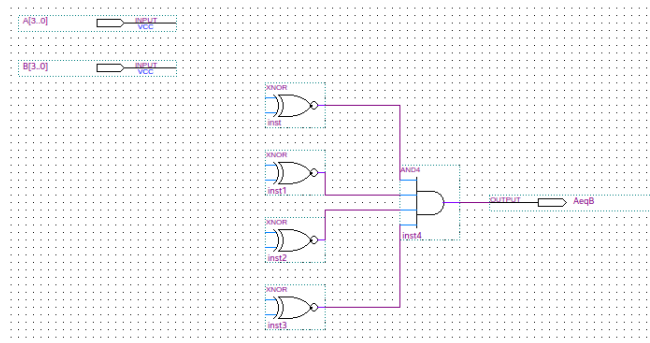 A[3..0]
INPUT
VCC
B[3..0]
INPUT
VCC
XNOR
inst
XNOR
inst1
AND4
OUTPUT
AeqB
XNOR
inst4
inst2
XNOR
inst3